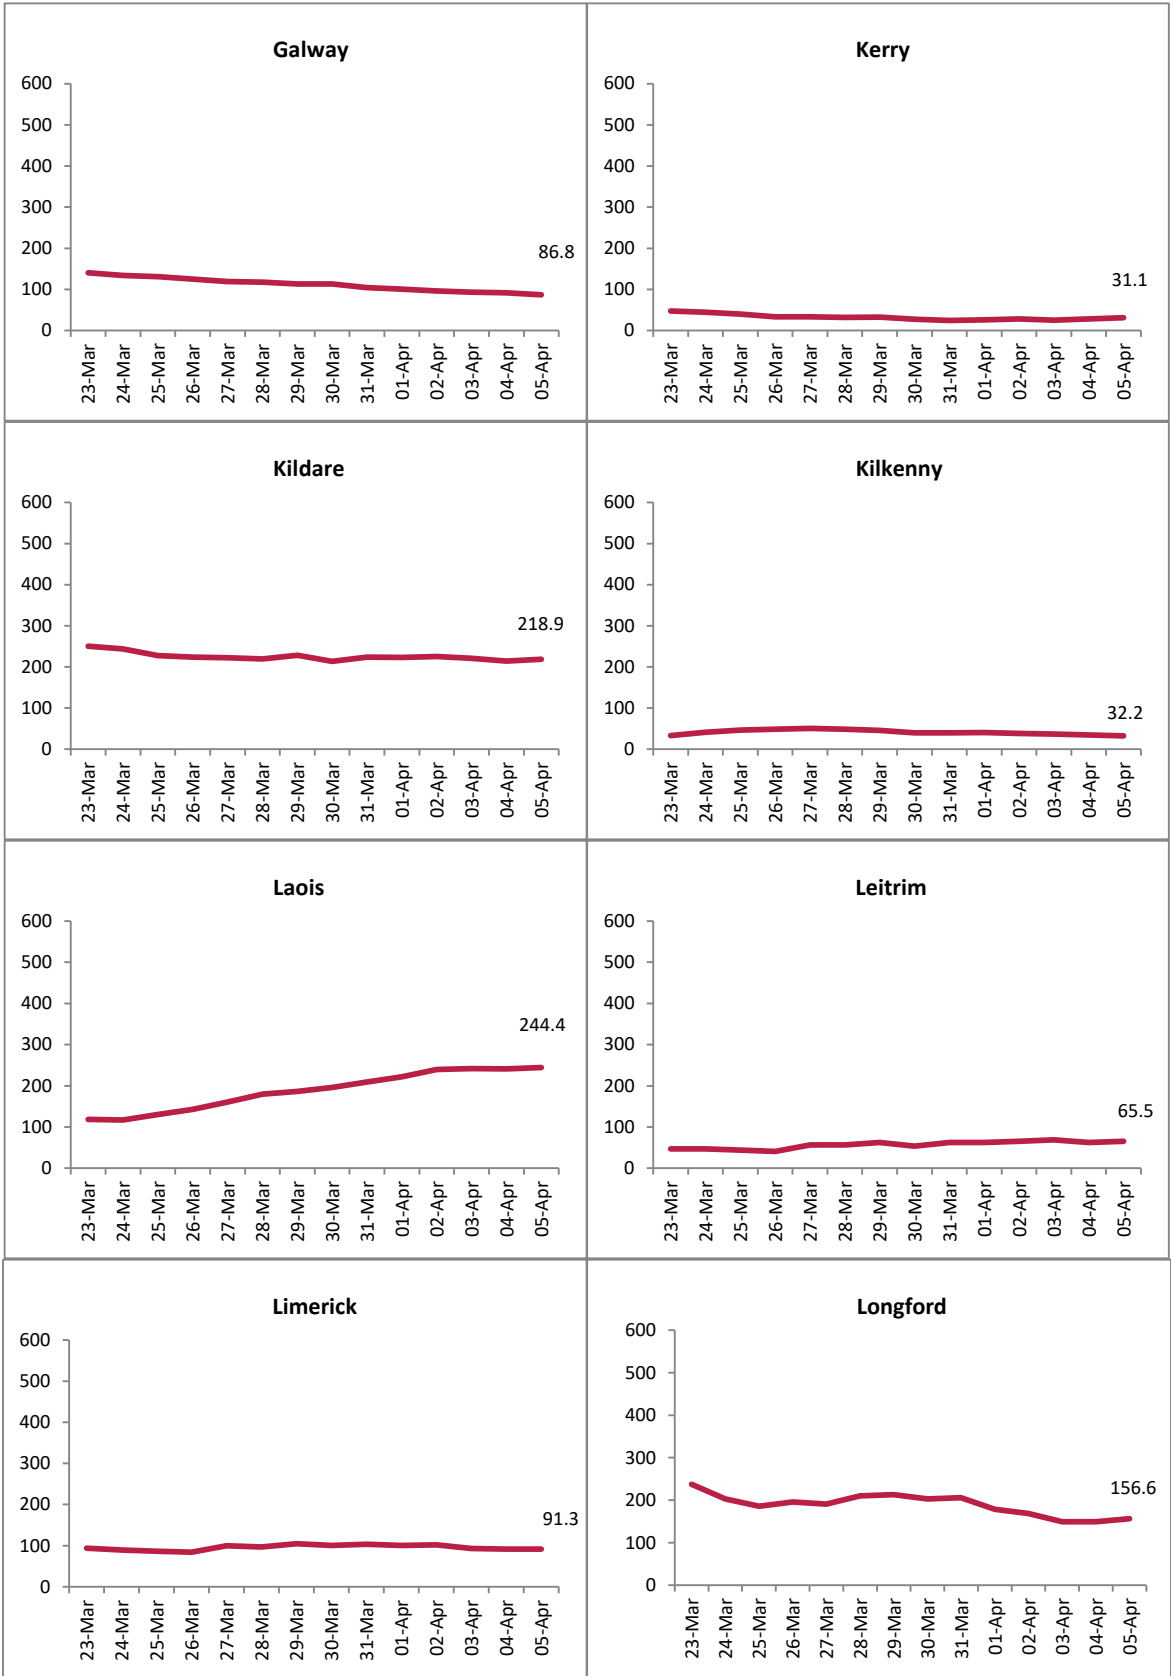 Galway
600
500
400
300
200
100
0
86.8
23-Mar
24-Mar
25-Mar
26-Mar
27-Mar
28-Mar
29-Mar
30-Mar
31-Mar
01-Apr
02-Apr
03-Apr
04-Apr
05-Apr
Kerry
600
500
400
300
200
100
0
31.1
23-Mar
24-Mar
25-Mar
26-Mar
27-Mar
28-Mar
29-Mar
30-Mar
31-Mar
01-Apr
02-Apr
03-Apr
04-Apr
05-Apr
Kildare
600
500
400
300
200
100
0
218.9
23-Mar
24-Mar
25-Mar
26-Mar
27-Mar
28-Mar
29-Mar
30-Mar
31-Mar
01-Apr
02-Apr
03-Apr
04-Apr
05-Apr
Kilkenny
600
500
400
300
200
100
0
32.2
23-Mar
24-Mar
25-Mar
26-Mar
27-Mar
28-Mar
29-Mar
30-Mar
31-Mar
01-Apr
02-Apr
03-Apr
04-Apr
05-Apr
Laois
600
500
400
300
200
100
0
244.4
23-Mar
24-Mar
25-Mar
26-Mar
27-Mar
28-Mar
29-Mar
30-Mar
31-Mar
01-Apr
02-Apr
03-Apr
04-Apr
05-Apr
Leitrim
600
500
400
300
200
100
0
65.5
23-Mar
24-Mar
25-Mar
26-Mar
27-Mar
28-Mar
29-Mar
30-Mar
31-Mar
01-Apr
02-Apr
03-Apr
04-Apr
05-Apr
Limerick
600
500
400
300
200
100
0
91.3
23-Mar
24-Mar
25-Mar
26-Mar
27-Mar
28-Mar
29-Mar
30-Mar
31-Mar
01-Apr
02-Apr
03-Apr
04-Apr
05-Apr
Longford
600
500
400
300
200
100
0
156.6
23-Mar
24-Mar
25-Mar
26-Mar
27-Mar
28-Mar
29-Mar
30-Mar
31-Mar
01-Apr
02-Apr
03-Apr
04-Apr
05-Apr